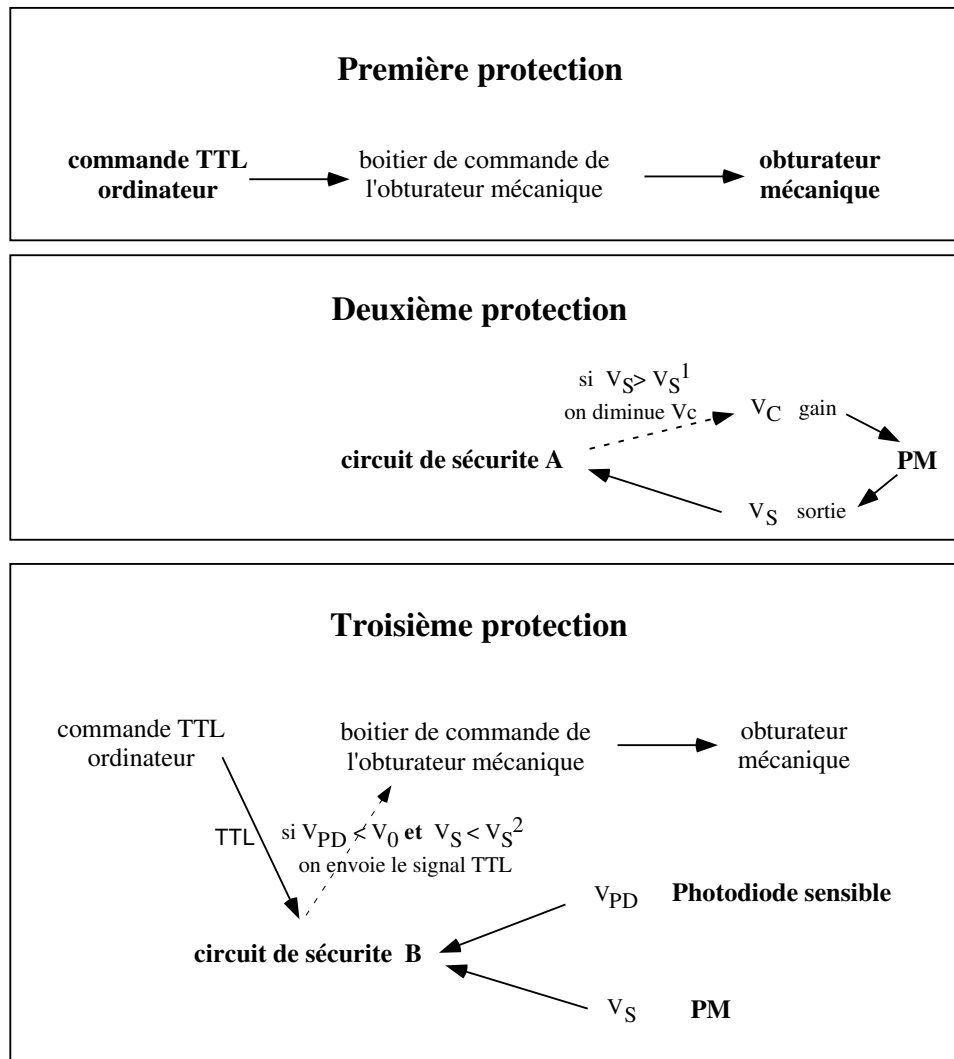 Première protection
commande TTL
ordinateur
boitier de commande de
l'obturateur mécanique
obturateur
mécanique
Deuxième protection
si V_S > V_S^1
on diminue Vc
V_C gain
circuit de sécurite A
PM
V_S sortie
Troisième protection
commande TTL
ordinateur
boitier de commande de
l'obturateur mécanique
obturateur
mécanique
TTL
si V_PD < V_0 et V_S < V_S^2
on envoie le signal TTL
V_PD Photodiode sensible
circuit de sécurite B
V_S PM